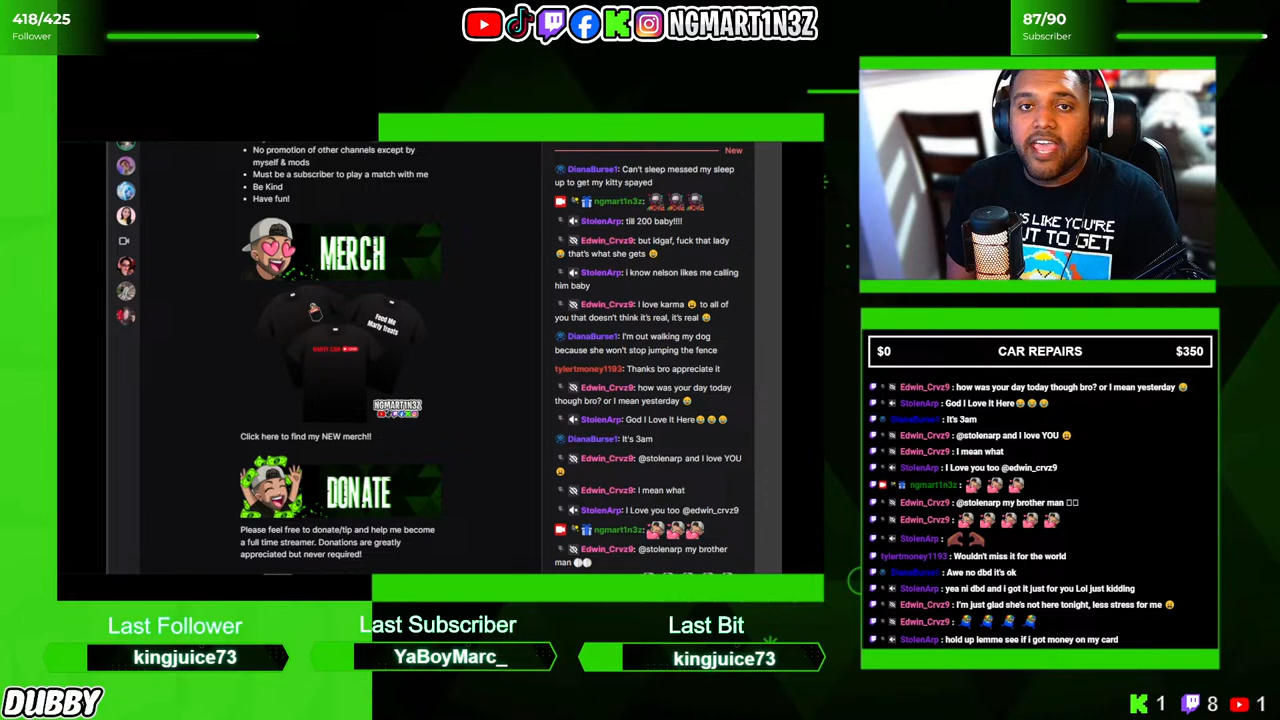 418/425
Follower
NGMART1N3Z
87/90
Subscriber
No promotion of other channels except by
myself & mods
Must be a subscriber to play a match with me
Be Kind
Have fun!
MERCH
Feed Me
Marty Treats
NGMART1N3Z
Click here to find my NEW merch!!
DONATE
Please feel free to donate/tip and help me become
a full time streamer. Donations are greatly
appreciated but never required!
New
DianaBurse1: Can't sleep messed my sleep
up to get my kitty spayed
ngmart1n3z:
StolenArp: till 200 baby!!!!
Edwin_Crvz9: but idgaf, fuck that lady
that's what she gets
StolenArp: i know nelson likes me calling
him baby
Edwin_Crvz9: I love karma 😩 to all of
you that doesn't think it's real, it's real
DianaBurse1: I'm out walking my dog
because she won't stop jumping the fence
tylertmoney1193: Thanks bro appreciate it
Edwin_Crvz9: how was your day today
though bro? or I mean yesterday
StolenArp: God I Love It Here
DianaBurse1: It's 3am
Edwin_Crvz9: @stolenarp and I love YOU
Edwin_Crvz9: I mean what
StolenArp: I Love you too @edwin_crvz9
ngmart1n3z:
Edwin_Crvz9: @stolenarp my brother
man
LIKE YOU'RE
UT TO GET
$0 CAR REPAIRS $350
Edwin_Crvz9 : how was your day today though bro? or I mean yesterday
StolenArp : God I Love It Here
DianaBurse1 : It's 3am
Edwin_Crvz9 : @stolenarp and I love YOU
Edwin_Crvz9 : I mean what
StolenArp : I Love you too @edwin_crvz9
ngmart1n3z :
Edwin_Crvz9 : @stolenarp my brother man
Edwin_Crvz9 :
StolenArp :
tylertmoney1193 : Wouldn't miss it for the world
DianaBurse1 : Awe no dbd it's ok
StolenArp : yea ni dbd and i got it just for you Lol just kidding
Edwin_Crvz9 : I'm just glad she's not here tonight, less stress for me
Edwin_Crvz9 :
StolenArp : hold up lemme see if i got money on my card
Last Follower
kingjuice73
Last Subscriber
YaBoyMarc_
Last Bit
kingjuice73
DUBBY
1 8 1